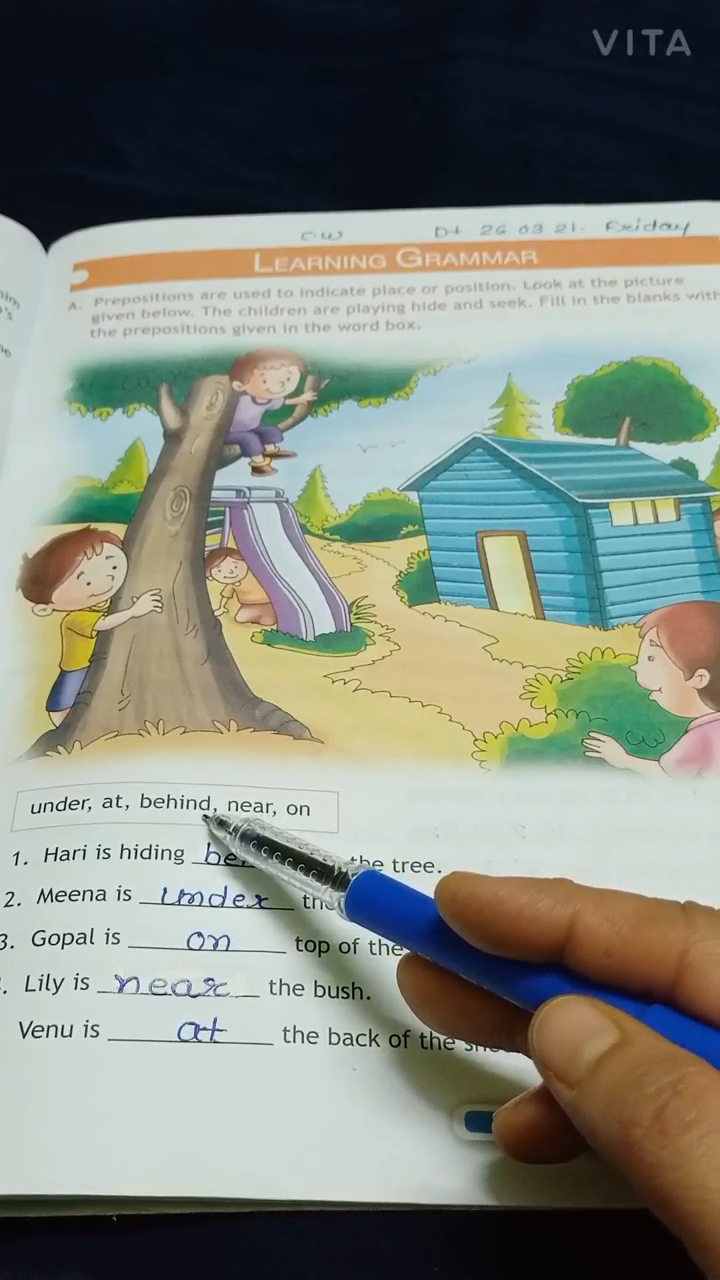 VITA
C.W Dt 26 03 21. Friday
LEARNING GRAMMAR
A. Prepositions are used to indicate place or position. Look at the picture
given below. The children are playing hide and seek. Fill in the blanks with
the prepositions given in the word box.
under, at, behind, near, on
1. Hari is hiding the tree.
2. Meena is under
3. Gopal is on top of the
. Lily is near the bush.
Venu is at the back of the